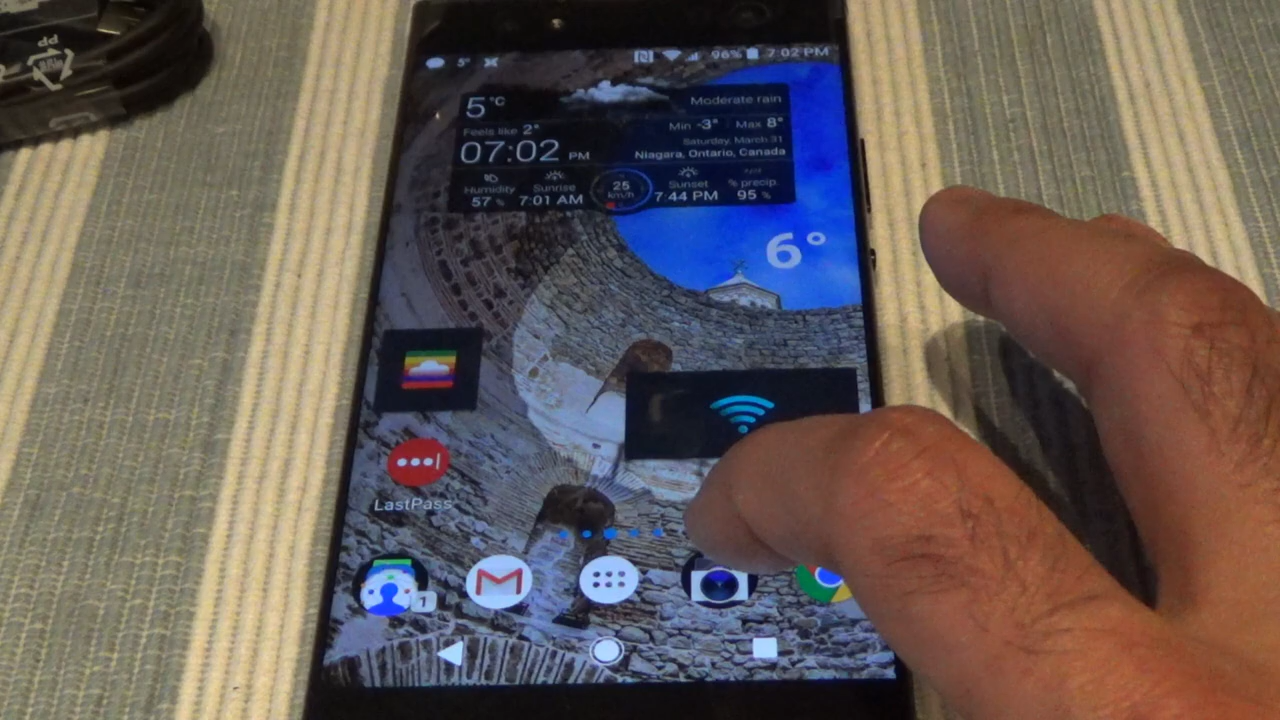 5° 96% 7:02 PM
5°C Moderate rain
Feels like 2° Min -3° Max 8°
Saturday, March 31
07:02 PM Niagara, Ontario, Canada
Humidity Sunrise 25 km/h Sunset % precip.
57 % 7:01 AM 7:44 PM 95 %
6°
LastPass
1